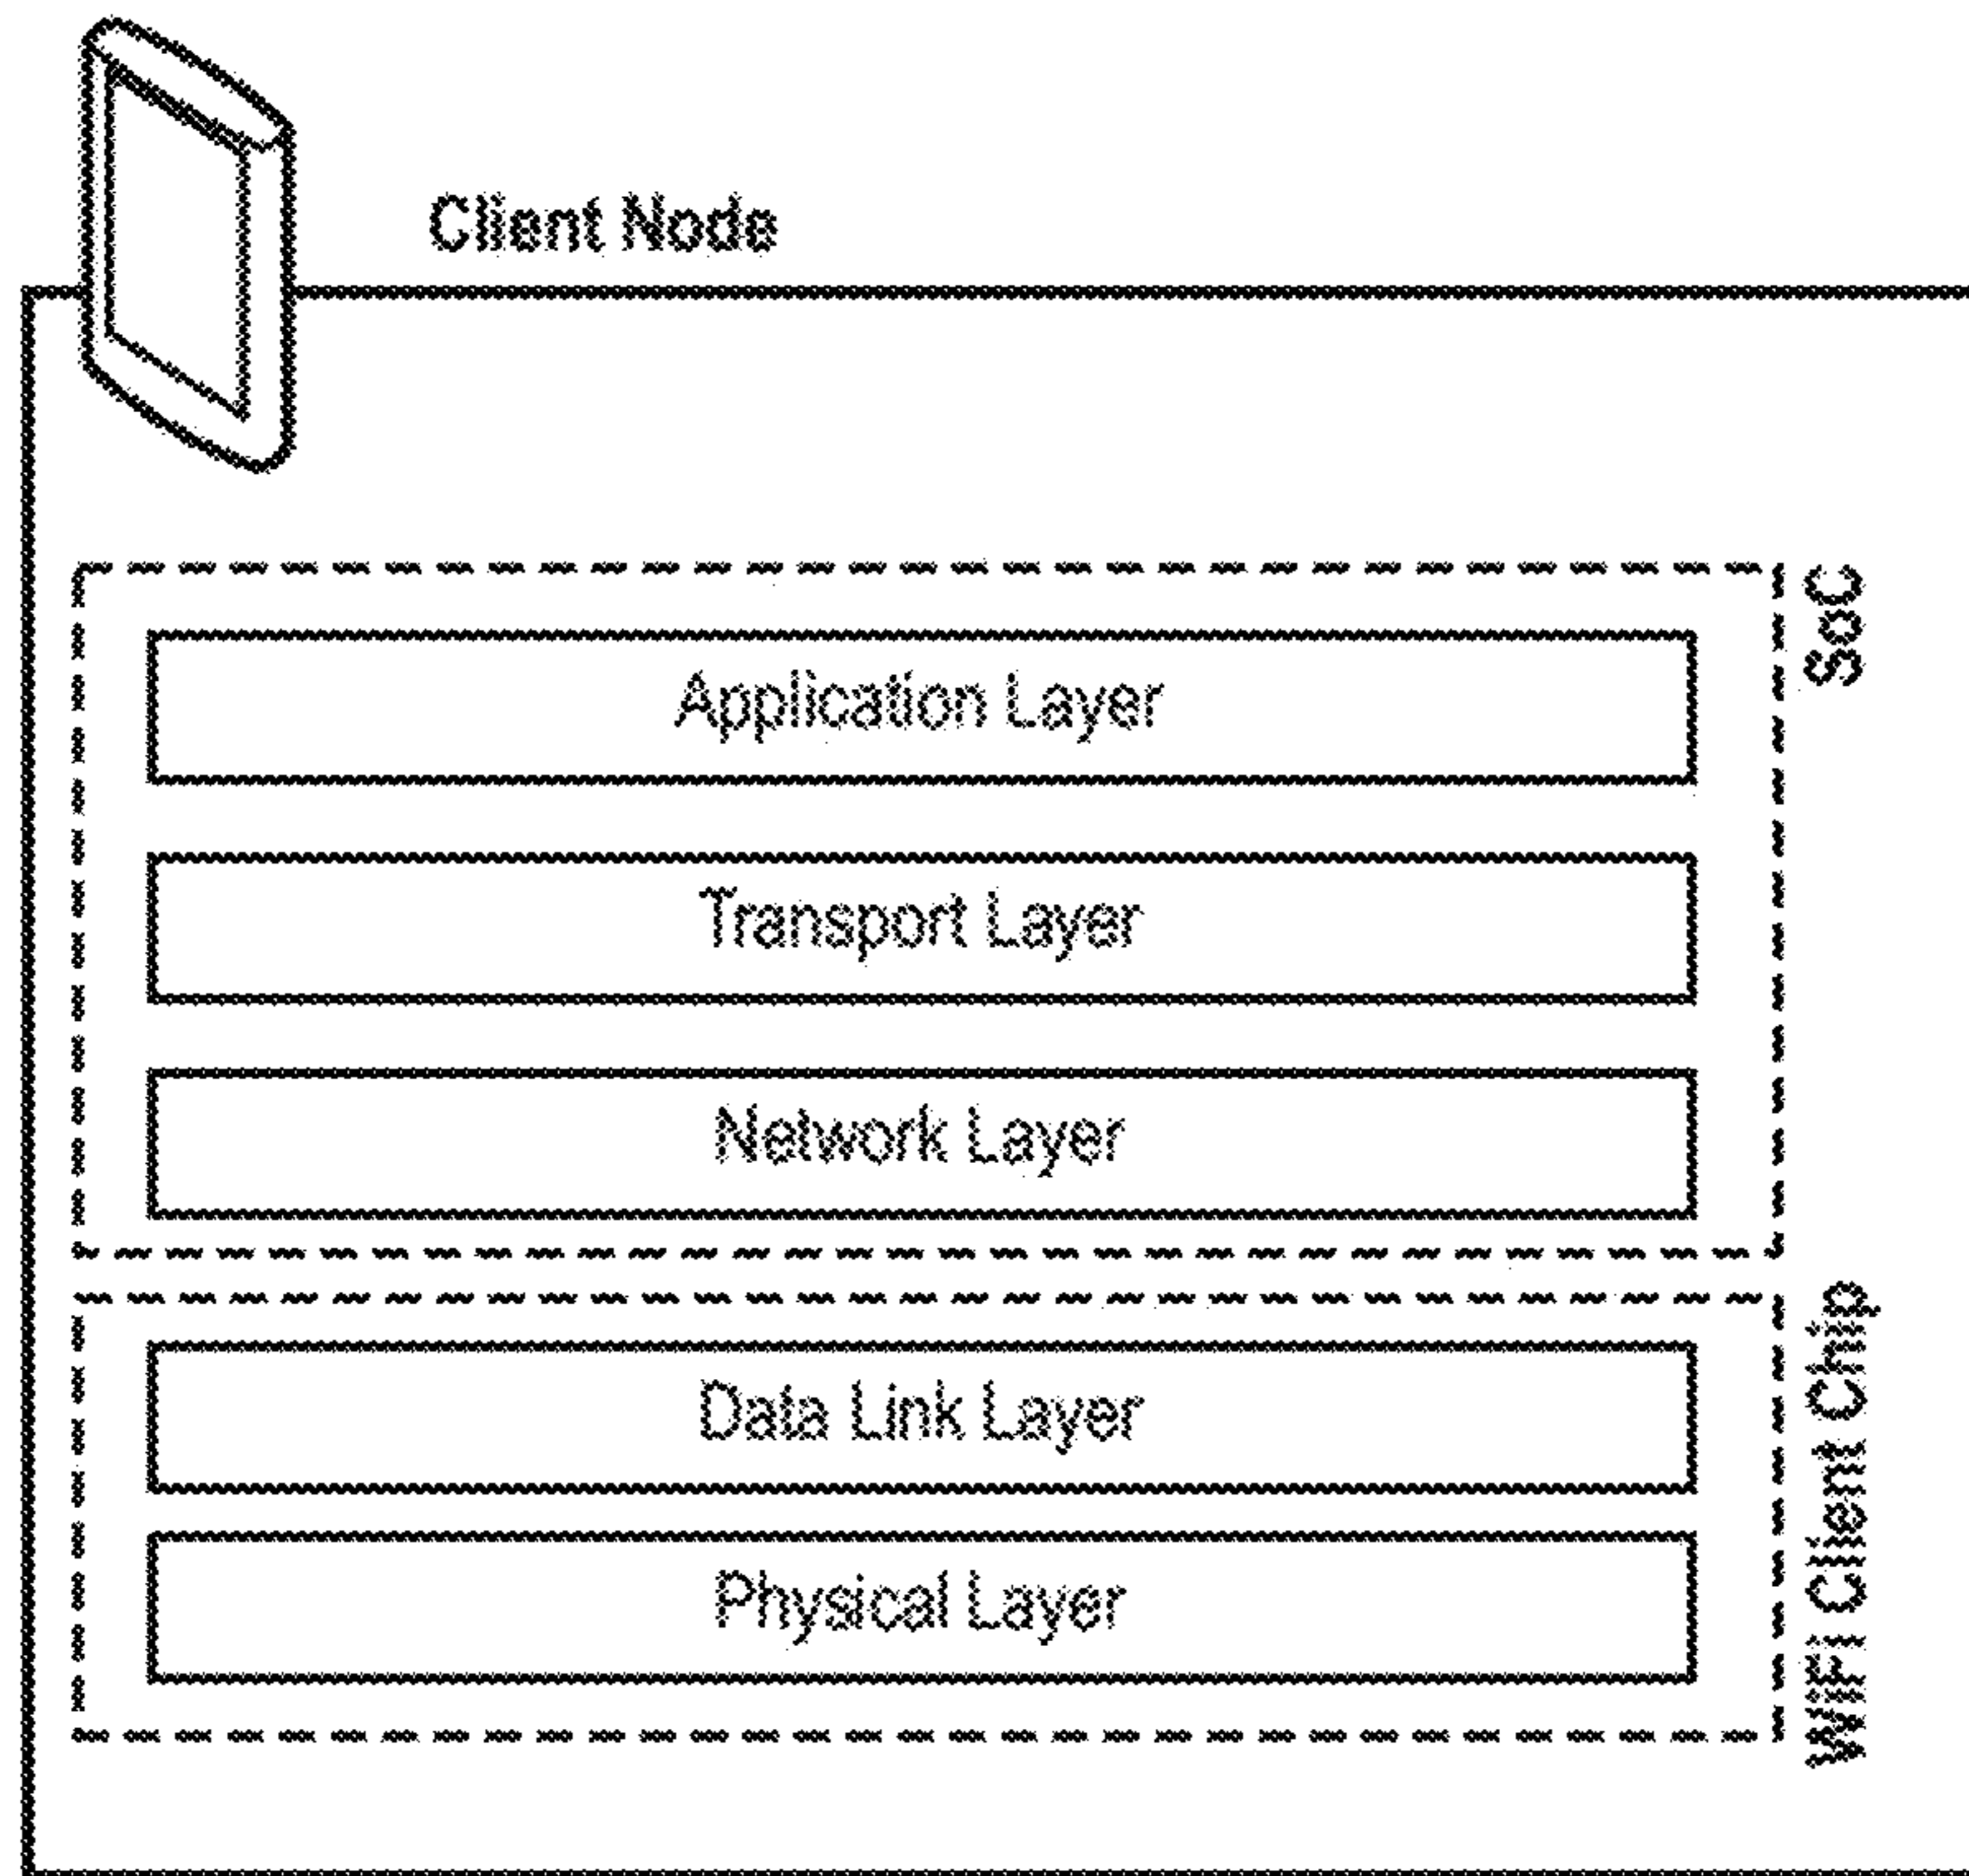 Client Node
SoC
Application Layer
Transport Layer
Network Layer
WiFi Client Chip
Data Link Layer
Physical Layer